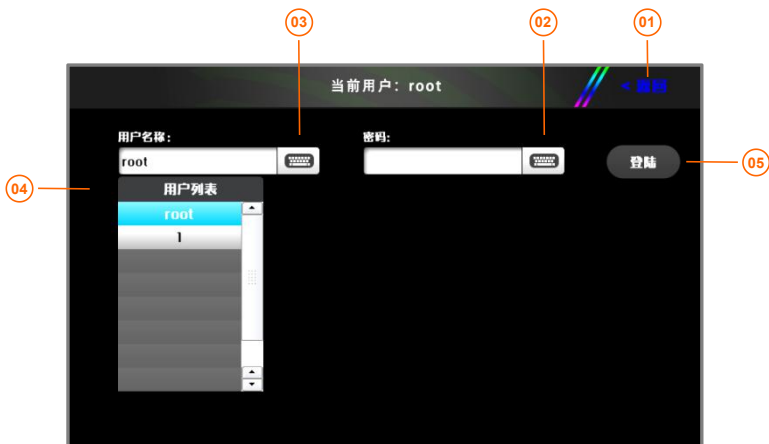 03
02
01
当前用户: root
< 返回
用户名称:
密码:
root
登陆
05
04
用户列表
root
1